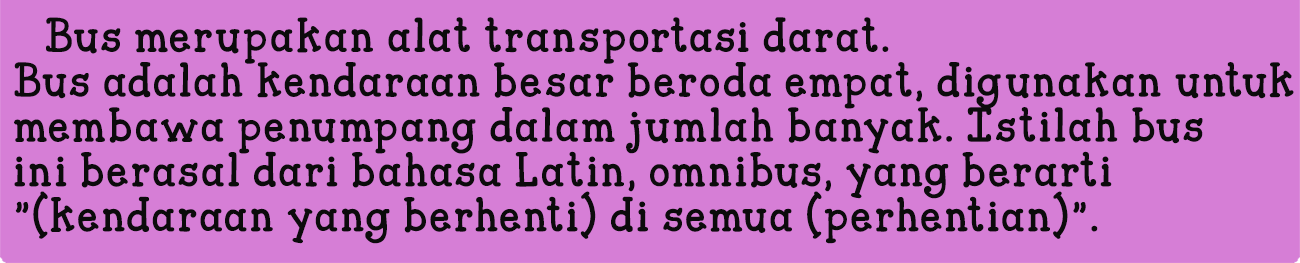 Bus merupakan alat transportasi darat.
Bus adalah kendaraan besar beroda empat, digunakan untuk
membawa penumpang dalam jumlah banyak. Istilah bus
ini berasal dari bahasa Latin, omnibus, yang berarti
"(kendaraan yang berhenti) di semua (perhentian)".